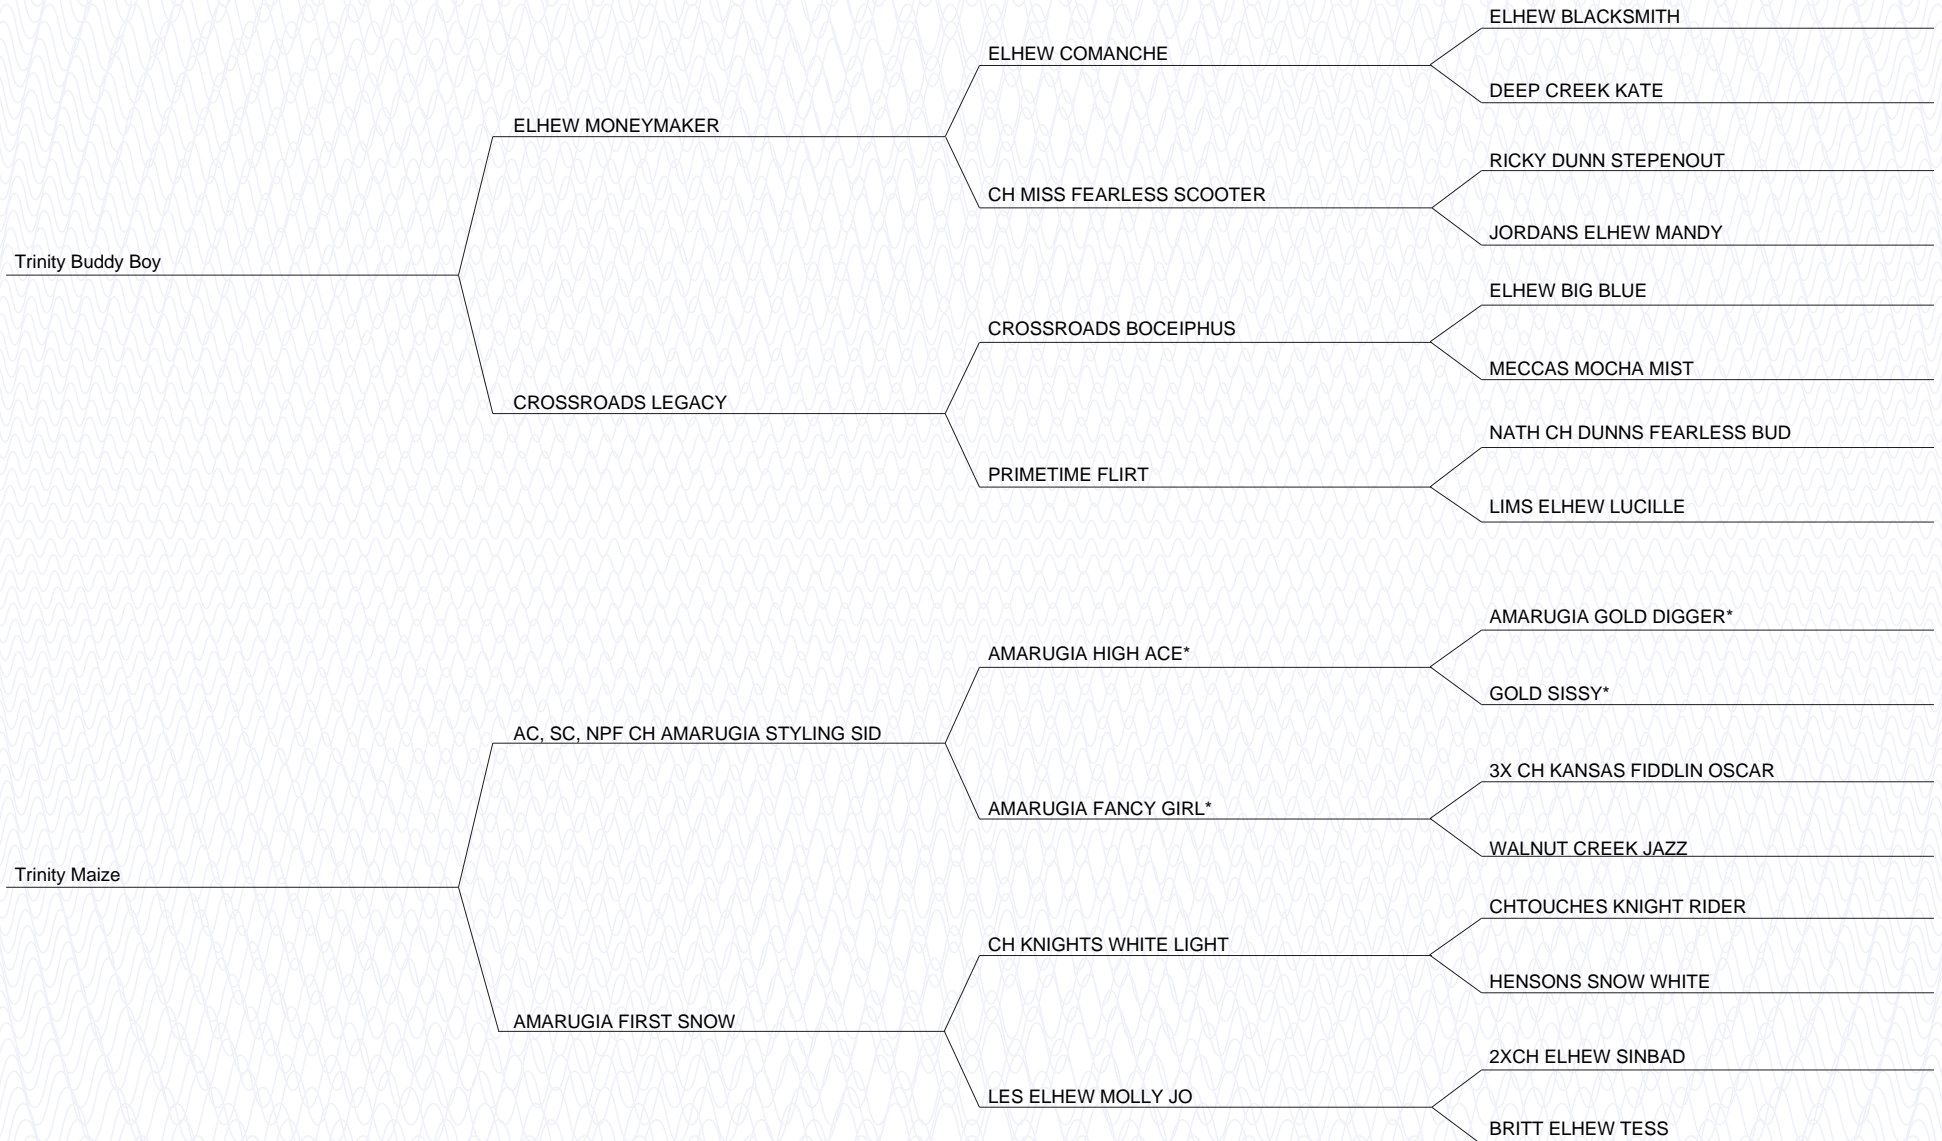 ELHEW BLACKSMITH
ELHEW COMANCHE
DEEP CREEK KATE
ELHEW MONEYMAKER
RICKY DUNN STEPENOUT
CH MISS FEARLESS SCOOTER
JORDANS ELHEW MANDY
Trinity Buddy Boy
ELHEW BIG BLUE
CROSSROADS BOCEIPHUS
MECCAS MOCHA MIST
CROSSROADS LEGACY
NATH CH DUNNS FEARLESS BUD
PRIMETIME FLIRT
LIMS ELHEW LUCILLE
AMARUGIA GOLD DIGGER*
AMARUGIA HIGH ACE*
GOLD SISSY*
AC, SC, NPF CH AMARUGIA STYLING SID
3X CH KANSAS FIDDLIN OSCAR
AMARUGIA FANCY GIRL*
WALNUT CREEK JAZZ
Trinity Maize
CHTOUCHES KNIGHT RIDER
CH KNIGHTS WHITE LIGHT
HENSONS SNOW WHITE
AMARUGIA FIRST SNOW
2XCH ELHEW SINBAD
LES ELHEW MOLLY JO
BRITT ELHEW TESS